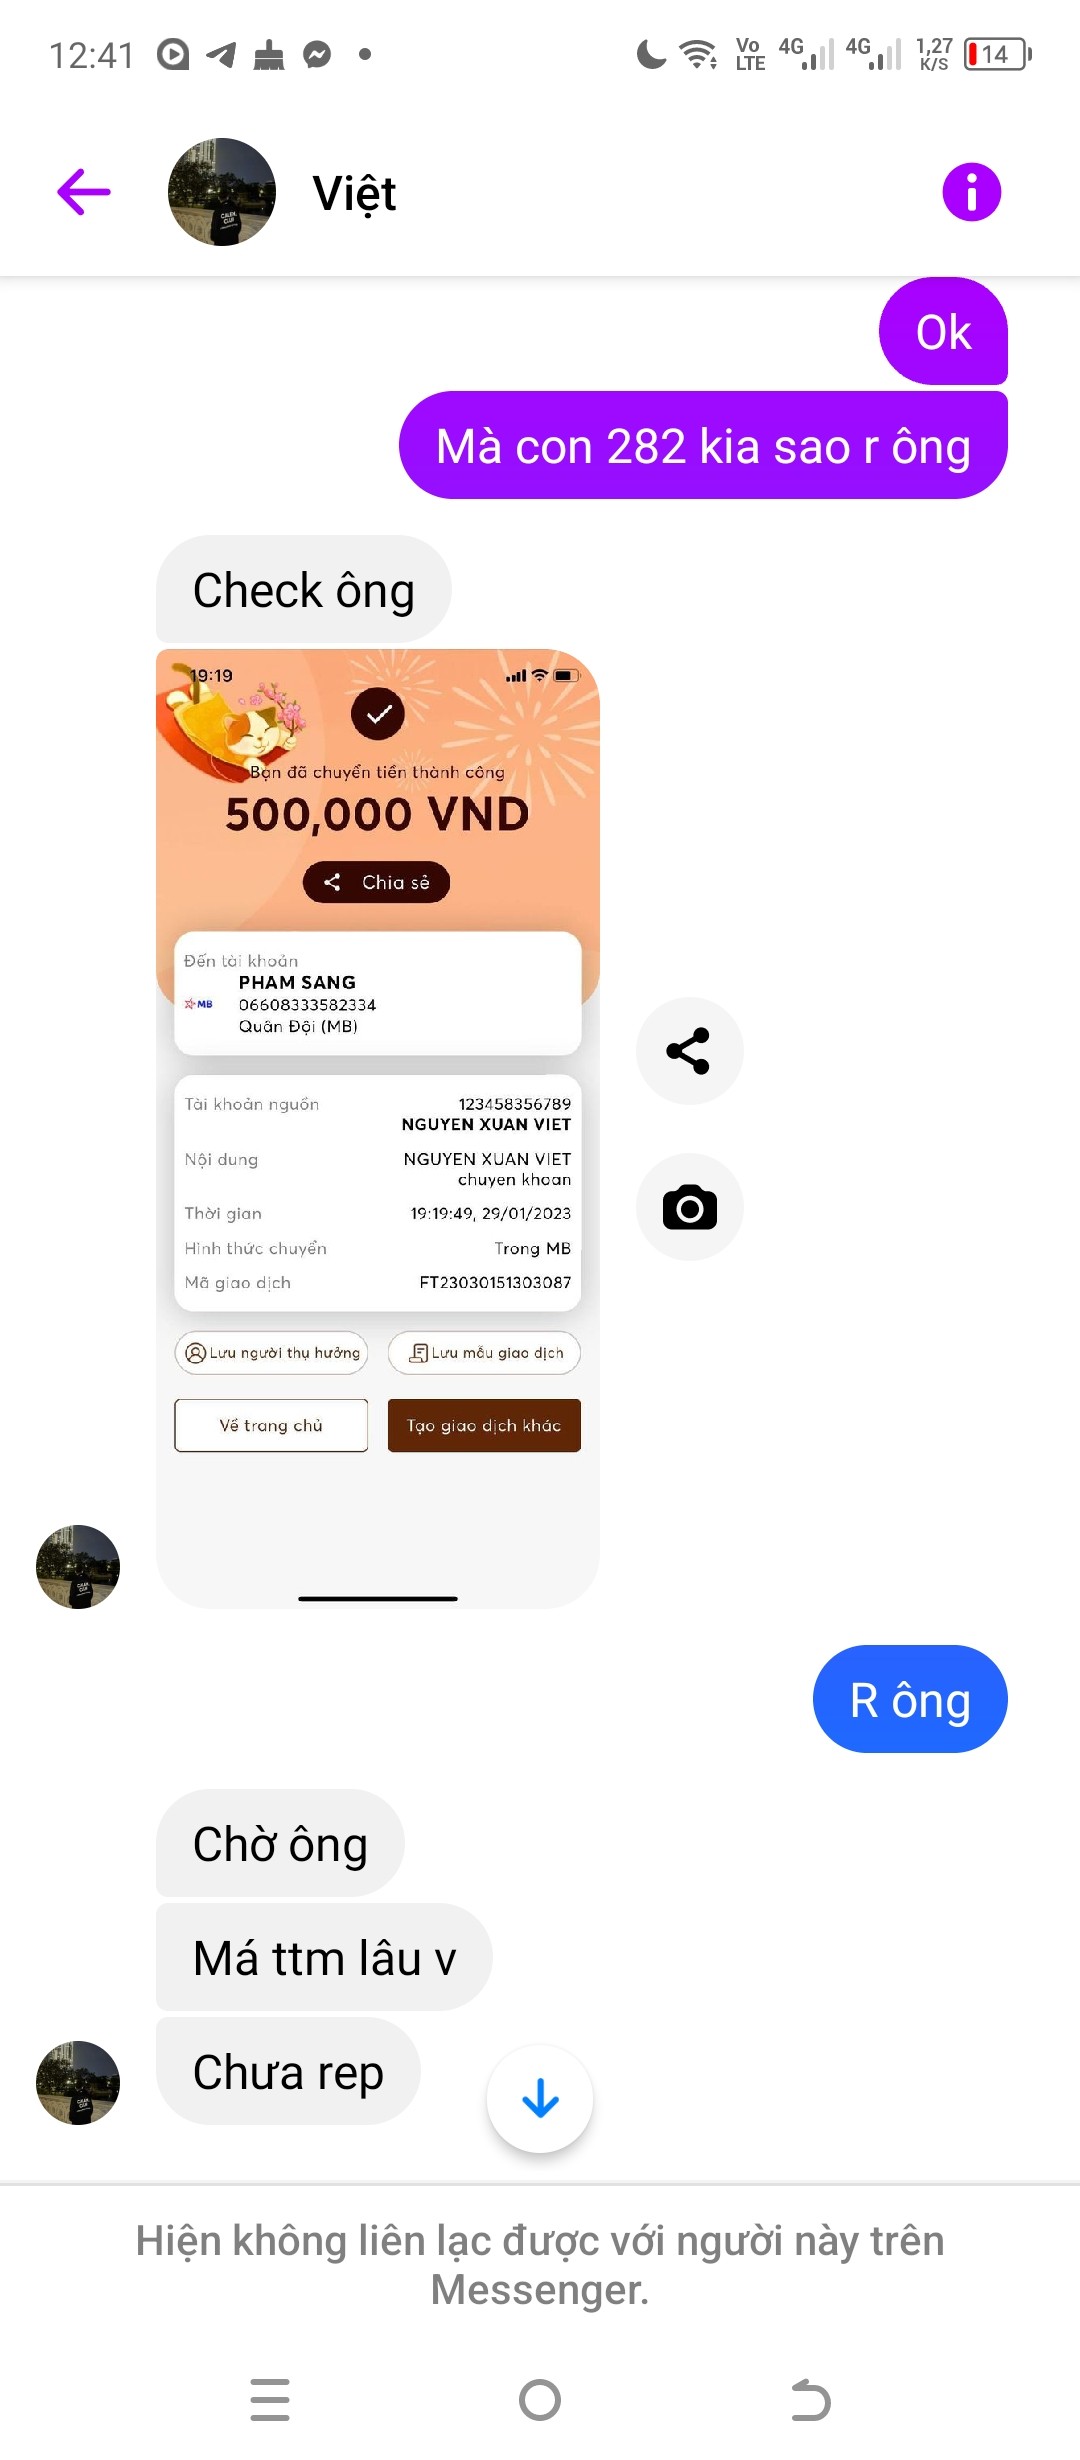 12:41
Vo
LTE
4G
4G
1,27
K/S
14
Việt
Ok
Mà con 282 kia sao r ông
Check ông
19:19
Bạn đã chuyển tiền thành công
500,000 VND
Chia sẻ
Đến tài khoản
PHAM SANG
MB
06608333582334
Quân Đội (MB)
Tài khoản nguồn
123458356789
NGUYEN XUAN VIET
Nội dung
NGUYEN XUAN VIET
chuyen khoan
Thời gian
19:19:49, 29/01/2023
Hình thức chuyển
Trong MB
Mã giao dịch
FT23030151303087
Lưu người thụ hưởng
Lưu mẫu giao dịch
Về trang chủ
Tạo giao dịch khác
R ông
Chờ ông
Má ttm lâu v
Chưa rep
Hiện không liên lạc được với người này trên
Messenger.